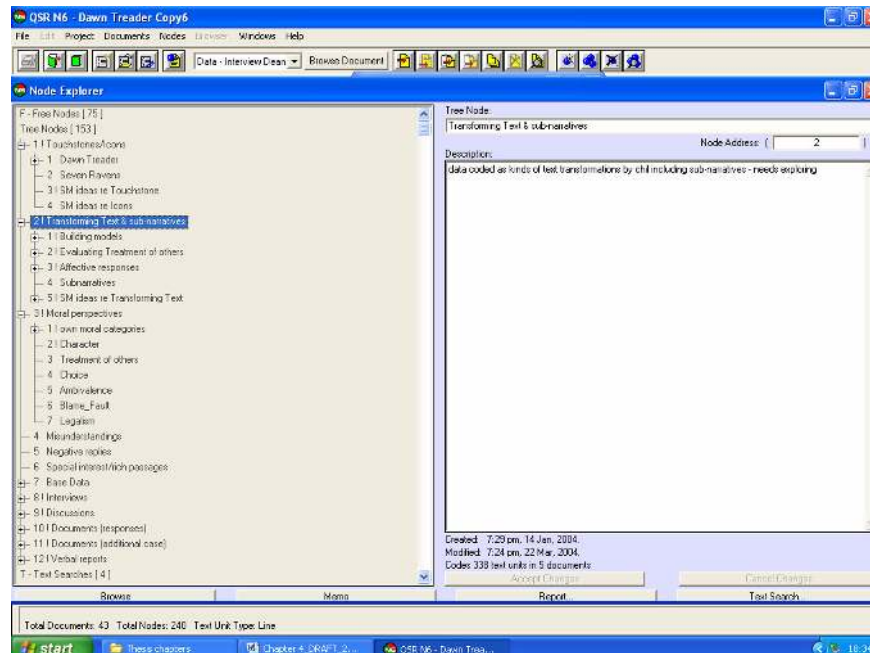 QSR N6 - Dawn Treader Copy6
File Edit Project Documents Nodes Browser Windows Help
Data - Interview Dean Browse Document
Node Explorer
F - Free Nodes [ 75 ]
Tree Nodes [ 153 ]
1 ! Touchstones/Icons
1 Dawn Treader
2 Seven Ravens
3 ! SM ideas re Touchstone
4 SM ideas re Icons
2 ! Transforming Text & sub-narratives
1 ! Building models
2 ! Evaluating Treatment of others
3 ! Affective responses
4 Subnarratives
5 ! SM ideas re Transforming Text
3 ! Moral perspectives
1 ! own moral categories
2 ! Character
3 Treatment of others
4 Choice
5 Ambivalence
6 Blame_Fault
7 Legalism
4 Misunderstandings
5 Negative replies
6 Special interest/rich passages
7 Base Data
8 ! Interviews
9 ! Discussions
10 ! Documents (responses)
11 ! Documents (additional case)
12 ! Verbal reports
T - Text Searches [ 4 ]
Browse Memo
Tree Node:
Transforming Text & sub-narratives
Node Address: ( 2 )
Description:
data coded as kinds of text transformations by chil including sub-narratives - needs exploring
Created: 7:29 pm, 14 Jan, 2004.
Modified: 7:24 pm, 22 Mar, 2004.
Codes 338 text units in 5 documents
Accept Changes Cancel Changes
Report... Text Search...
Total Documents: 43 Total Nodes: 240 Text Unit Type: Line
start Thesis chapters Chapter 4_DRAFT_2... QSR N6 - Dawn Trea... 18:34